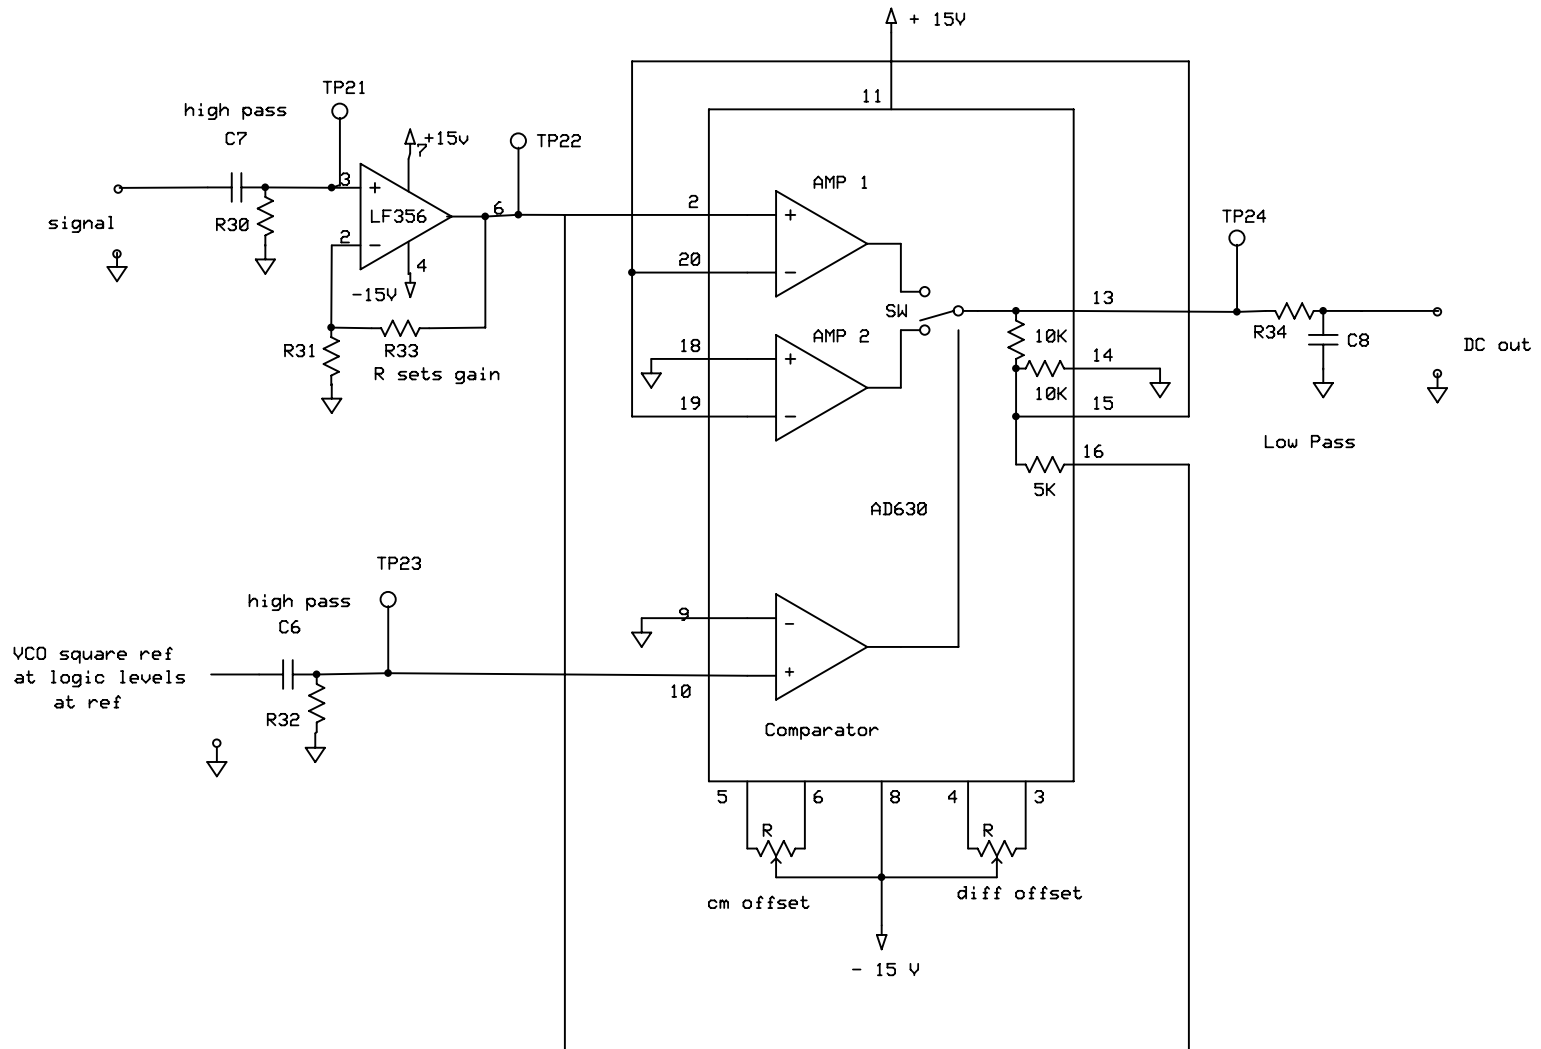 + 15V
11
TP21
high pass
C7
+15v
7
TP22
3
+
LF356
6
signal
R30
2
-
4
-15V
R31
R33
R sets gain
AMP 1
2
+
20
-
SW
AMP 2
18
+
19
-
13
10K
14
10K
15
16
5K
TP24
R34
C8
DC out
Low Pass
AD630
TP23
high pass
C6
VCO square ref
at logic levels
at ref
R32
9
-
+
10
Comparator
5
6
8
4
3
R
R
cm offset
diff offset
- 15 V